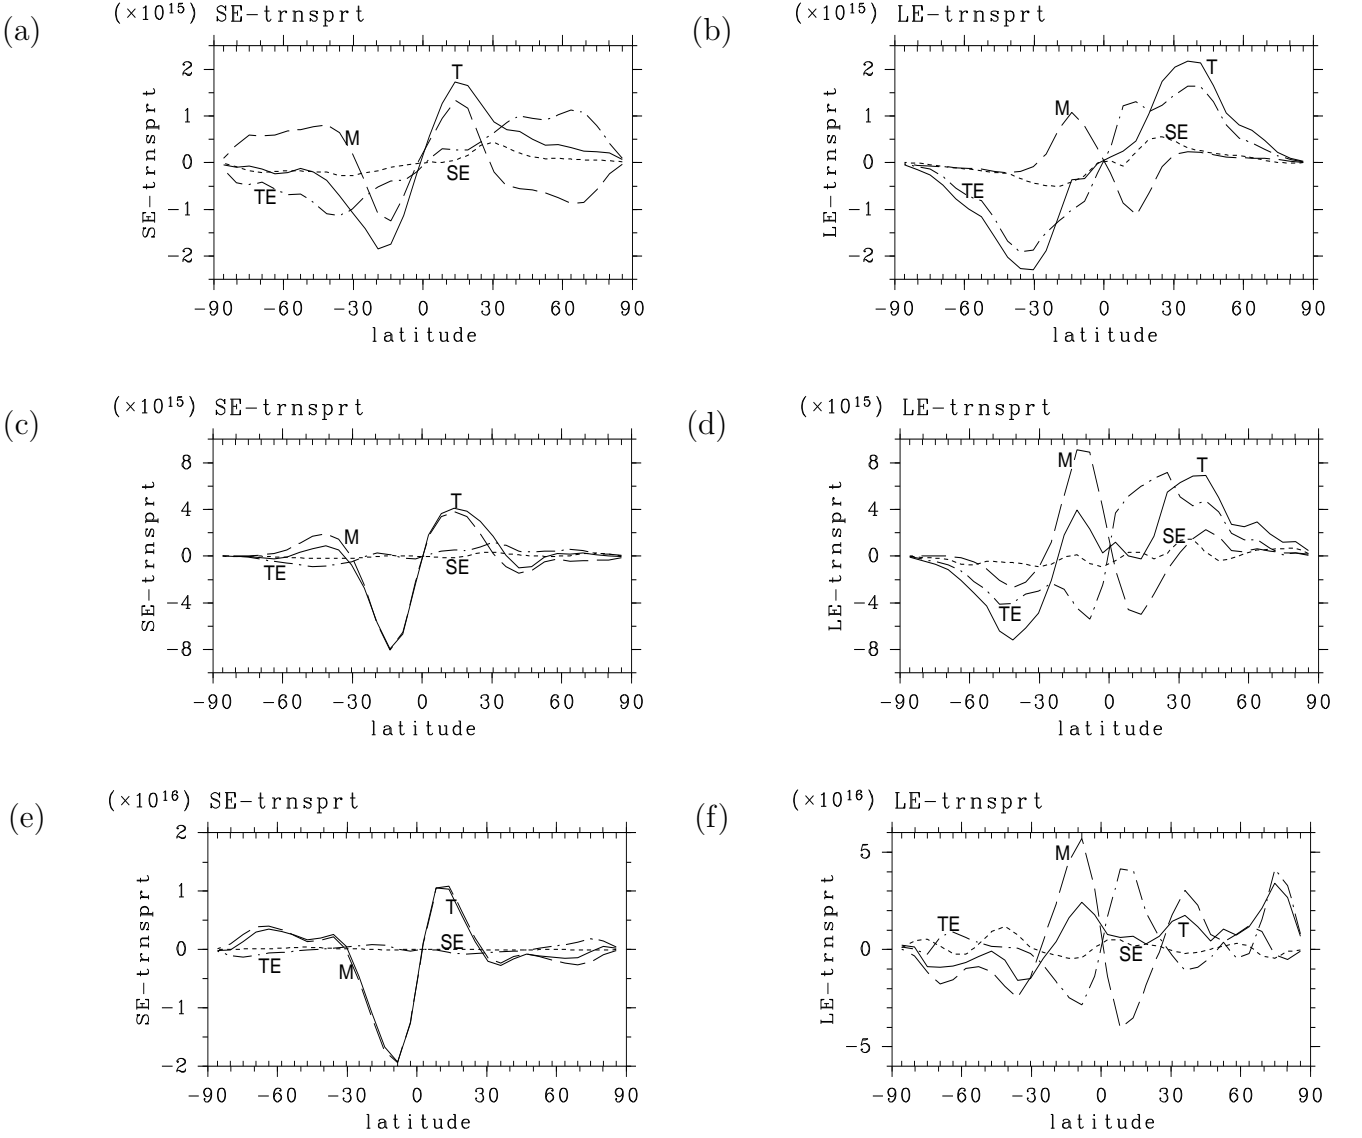 (a)
(×10¹⁵) SE-trnsprt
SE-trnsprt
2
1
0
-1
-2
T
M
SE
TE
-90 -60 -30 0 30 60 90
latitude
(b)
(×10¹⁵) LE-trnsprt
LE-trnsprt
2
1
0
-1
-2
T
M
SE
TE
-90 -60 -30 0 30 60 90
latitude
(c)
(×10¹⁵) SE-trnsprt
SE-trnsprt
8
4
0
-4
-8
T
M
SE
TE
-90 -60 -30 0 30 60 90
latitude
(d)
(×10¹⁵) LE-trnsprt
LE-trnsprt
8
4
0
-4
-8
M
T
SE
TE
-90 -60 -30 0 30 60 90
latitude
(e)
(×10¹⁶) SE-trnsprt
SE-trnsprt
2
1
0
-1
-2
T
SE
TE
M
-90 -60 -30 0 30 60 90
latitude
(f)
(×10¹⁶) LE-trnsprt
LE-trnsprt
5
0
-5
M
TE
T
SE
-90 -60 -30 0 30 60 90
latitude